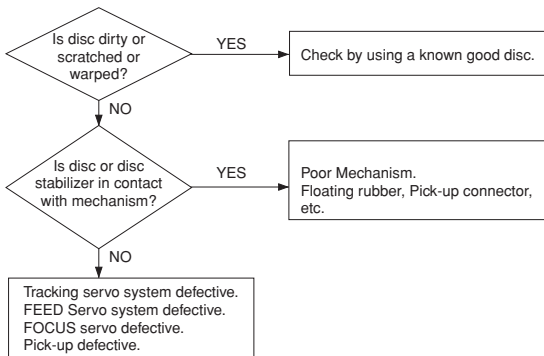 Is disc dirty or
scratched or
warped?
YES
Check by using a known good disc.
NO
Is disc or disc
stabilizer in contact
with mechanism?
YES
Poor Mechanism.
Floating rubber, Pick-up connector,
etc.
NO
Tracking servo system defective.
FEED Servo system defective.
FOCUS servo defective.
Pick-up defective.